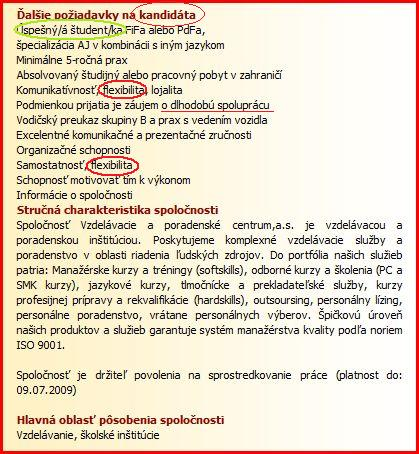 Ďalšie požiadavky na kandidáta
Úspešný/á študent/ka FiFa alebo PdFa,
špecializácia AJ v kombinácii s iným jazykom
Minimálne 5-ročná prax
Absolvovaný študijný alebo pracovný pobyt v zahraničí
Komunikatívnosť, flexibilita, lojalita
Podmienkou prijatia je záujem o dlhodobú spoluprácu
Vodičský preukaz skupiny B a prax s vedením vozidla
Excelentné komunikačné a prezentačné zručnosti
Organizačné schopnosti
Samostatnosť, flexibilita
Schopnosť motivovať tím k výkonom
Informácie o spoločnosti
Stručná charakteristika spoločnosti
Spoločnosť Vzdelávacie a poradenské centrum,a.s. je vzdelávacou a
poradenskou inštitúciou. Poskytujeme komplexné vzdelávacie služby a
poradenstvo v oblasti riadenia ľudských zdrojov. Do portfólia našich služieb
patria: Manažérske kurzy a tréningy (softskills), odborné kurzy a školenia (PC a
SMK kurzy), jazykové kurzy, tlmočnícke a prekladateľské služby, kurzy
profesijnej prípravy a rekvalifikácie (hardskills), outsoursing, personálny lízing,
personálne poradenstvo, vrátane personálnych výberov. Špičkovú úroveň
našich produktov a služieb garantuje systém manažérstva kvality podľa noriem
ISO 9001.
Spoločnosť je držiteľ povolenia na sprostredkovanie práce (platnost do:
09.07.2009)
Hlavná oblasť pôsobenia spoločnosti
Vzdelávanie, školské inštitúcie